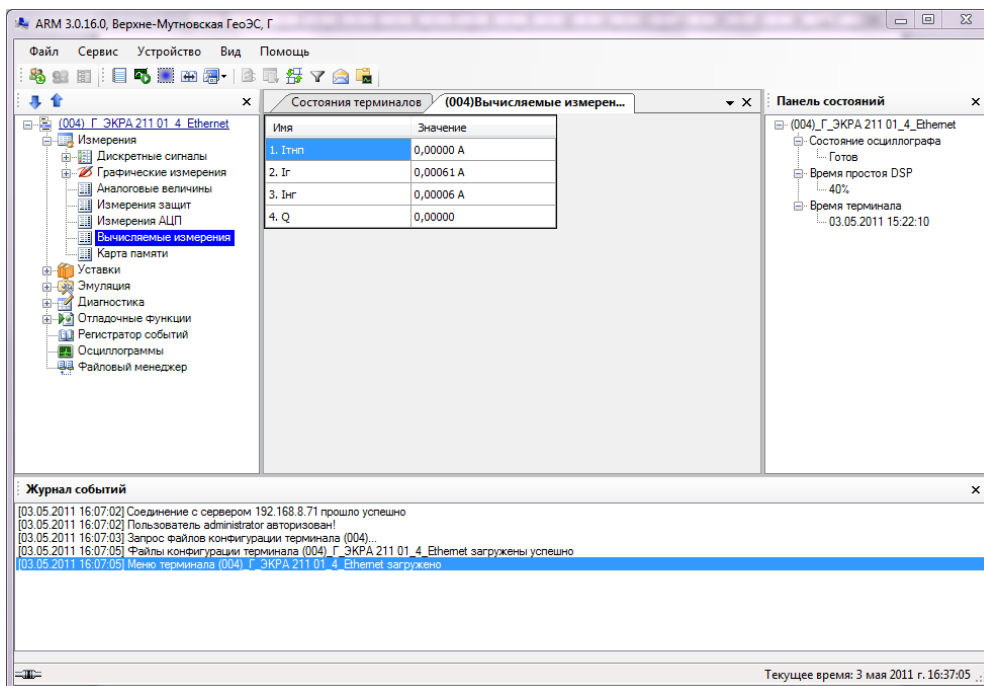 ARM 3.0.16.0, Верхне-Мутновская ГеоЭС, Г
Файл Сервис Устройство Вид Помощь
(004)_Г_ЭКРА 211 01_4_Ethernet
Измерения
Дискретные сигналы
Графические измерения
Аналоговые величины
Измерения защит
Измерения АЦП
Вычисляемые измерения
Карта памяти
Уставки
Эмуляция
Диагностика
Отладочные функции
Регистратор событий
Осциллограммы
Файловый менеджер
Состояния терминалов (004)Вычисляемые измерен...
Имя Значение
1. Iтнп 0,00000 А
2. Iг 0,00061 А
3. Iнг 0,00006 А
4. Q 0,00000
Панель состояний
(004)_Г_ЭКРА 211 01_4_Ethernet
Состояние осциллографа
Готов
Время простоя DSP
40%
Время терминала
03.05.2011 15:22:10
Журнал событий
[03.05.2011 16:07:02] Соединение с сервером 192.168.8.71 прошло успешно
[03.05.2011 16:07:02] Пользователь administrator авторизован!
[03.05.2011 16:07:03] Запрос файлов конфигурации терминала (004)...
[03.05.2011 16:07:05] Файлы конфигурации терминала (004)_Г_ЭКРА 211 01_4_Ethernet загружены успешно
[03.05.2011 16:07:05] Меню терминала (004)_Г_ЭКРА 211 01_4_Ethernet загружено
Текущее время: 3 мая 2011 г. 16:37:05